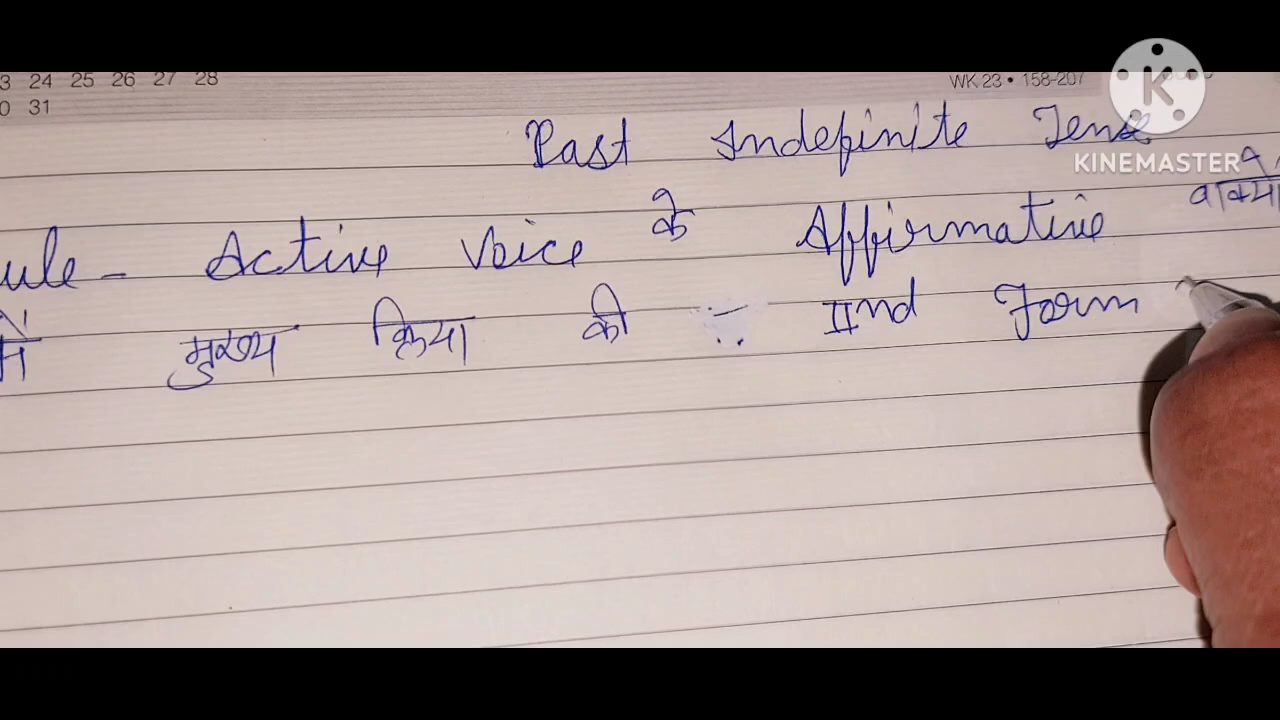 3 24 25 26 27 28
0 31
WK 23 • 158-207
KINEMASTER
Past Indefinite Tense
ule - Active Voice के Affirmative
में मुख्य क्रिया की IInd Form